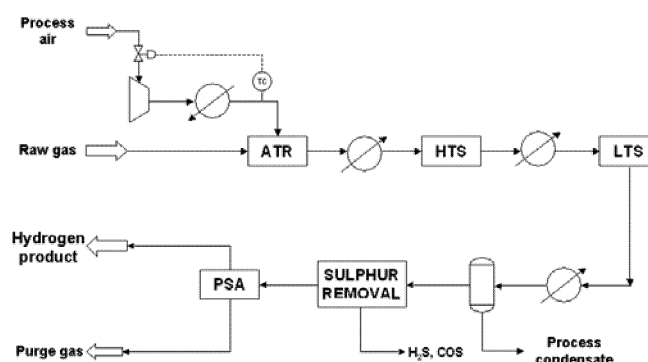 Process
air
TC
Raw gas
ATR
HTS
LTS
Hydrogen
product
PSA
SULPHUR
REMOVAL
Purge gas
H₂S, COS
Process
condensate